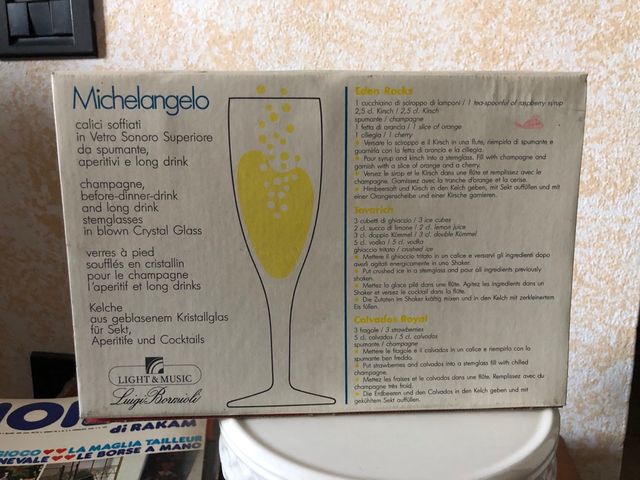 Michelangelo
calici soffiati
in Vetro Sonoro Superiore
da spumante,
aperitivi e long drink
champagne,
before-dinner-drink
and long drink
stemglasses
in blown Crystal Glass
verres à pied
soufflés en cristallin
pour le champagne
l'aperitif et long drinks
Kelche
aus geblasenem Kristallglas
für Sekt,
Aperitife und Cocktails
LIGHT & MUSIC
Luigi Bormioli
Eden Rocks
1 cucchiaino di sciroppo di lamponi / 1 tea-spoonful of raspberry syrup
2,5 cl. Kirsch / 2,5 cl. Kirsch
spumante / champagne
1 fetta di arancia / 1 slice of orange
1 ciliegia / 1 cherry
Versare lo sciroppo e il Kirsch in una flute, riempirla di spumante e
guarnirla con la fetta di arancia e la ciliegia.
Pour syrup and kirsch into a stemglass. Fill with champagne and
garnish with a slice of orange and a cherry.
Versez le sirop et le Kirsch dans une flûte et remplissez avec le
champagne. Garnissez avec la tranche d'orange et la cerise.
Himbeersaft und Kirsch in den Kelch geben, mit Sekt auffüllen und mit
einer Orangenscheibe und einer Kirsche garnieren.
Tovarich
3 cubetti di ghiaccio / 3 ice cubes
2 cl. succo di limone / 2 cl. lemon juice
3 cl. doppio Kümmel / 3 cl. double Kümmel
5 cl. vodka / 5 cl. vodka
ghiaccio tritato / crushed ice
Mettere il ghiaccio tritato in un calice e versarvi gli ingredienti dopo
averli agitati energicamente in uno Shaker.
Put crushed ice in a stemglass and pour all ingredients previously
shaken.
Mettez la glace pilé dans une flûte. Agitez les ingredients dans un
Shaker et versez le cocktail dans la flûte.
Die Zutaten im Shaker kräftig mixen und in den Kelch mit zerkleinertem
Eis füllen.
Calvados Royal
3 fragole / 3 strawberries
5 cl. calvados / 5 cl. calvados
spumante / champagne
Mettete le fragole e il calvados in un calice e riempirlo con lo
spumante ben freddo.
Put strawberries and calvados into a stemglass fill with chilled
champagne.
Mettez les fraises et le calvados dans une flûte. Remplissez avec du
champagne très froid.
Die Erdbeeren und den Calvados in den Kelch geben und mit
gekühltem Sekt auffüllen.
di RAKAM
GIOCO LA MAGLIA TAILLEUR
NEVALE LE BORSE A MANO